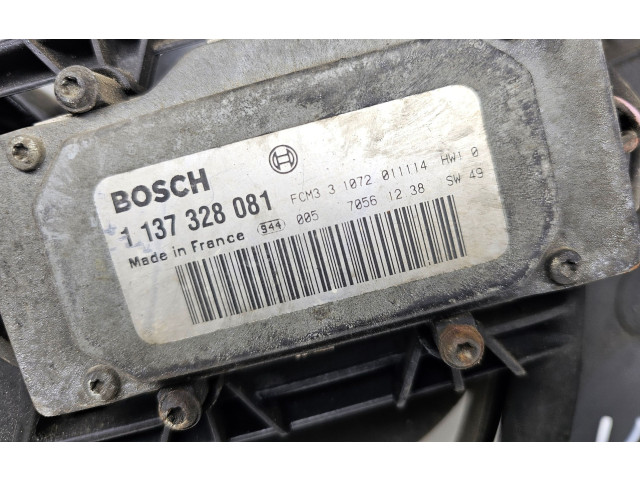 BOSCH
FCM3 3 1072 011114 HW1 0
1 137 328 081
944 005 7056 12 38 SW 49
Made in France